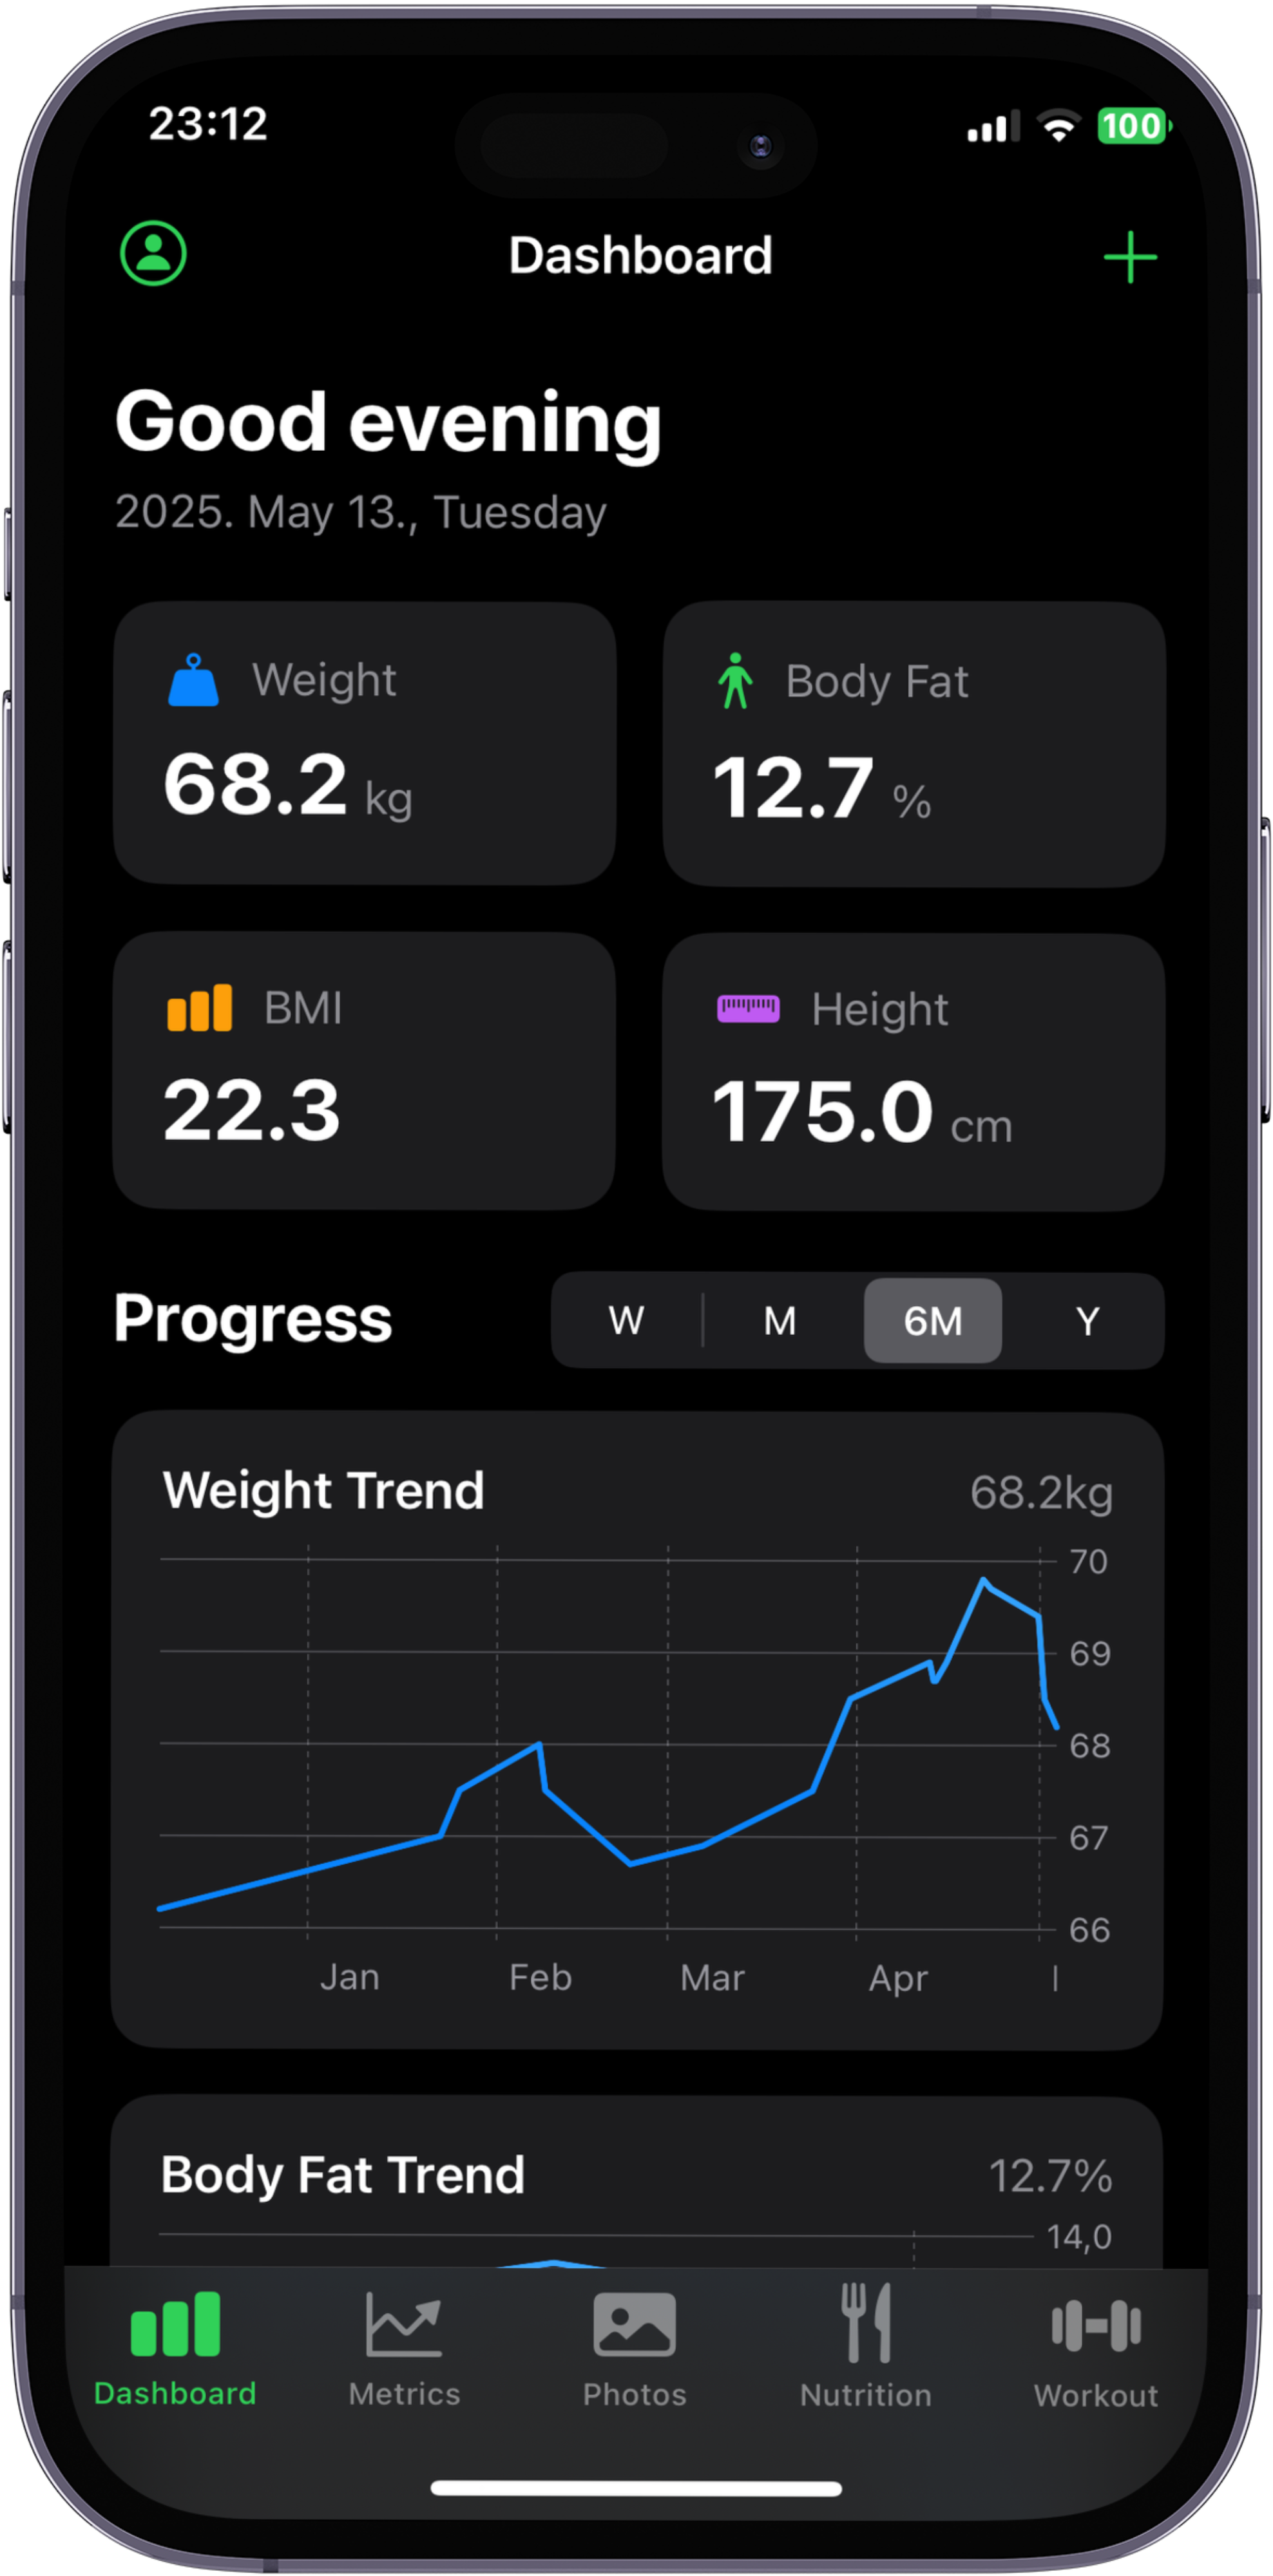 23:12
100
Dashboard
Good evening
2025. May 13., Tuesday
Weight
68.2 kg
Body Fat
12.7 %
BMI
22.3
Height
175.0 cm
Progress
W M 6M Y
Weight Trend
68.2kg
70
69
68
67
66
Jan Feb Mar Apr
Body Fat Trend
12.7%
14,0
Dashboard Metrics Photos Nutrition Workout